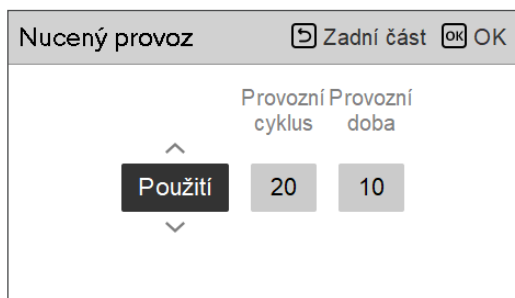 Nucený provoz Zadní část OK OK
Provozní Provozní
cyklus doba
Použití 20 10